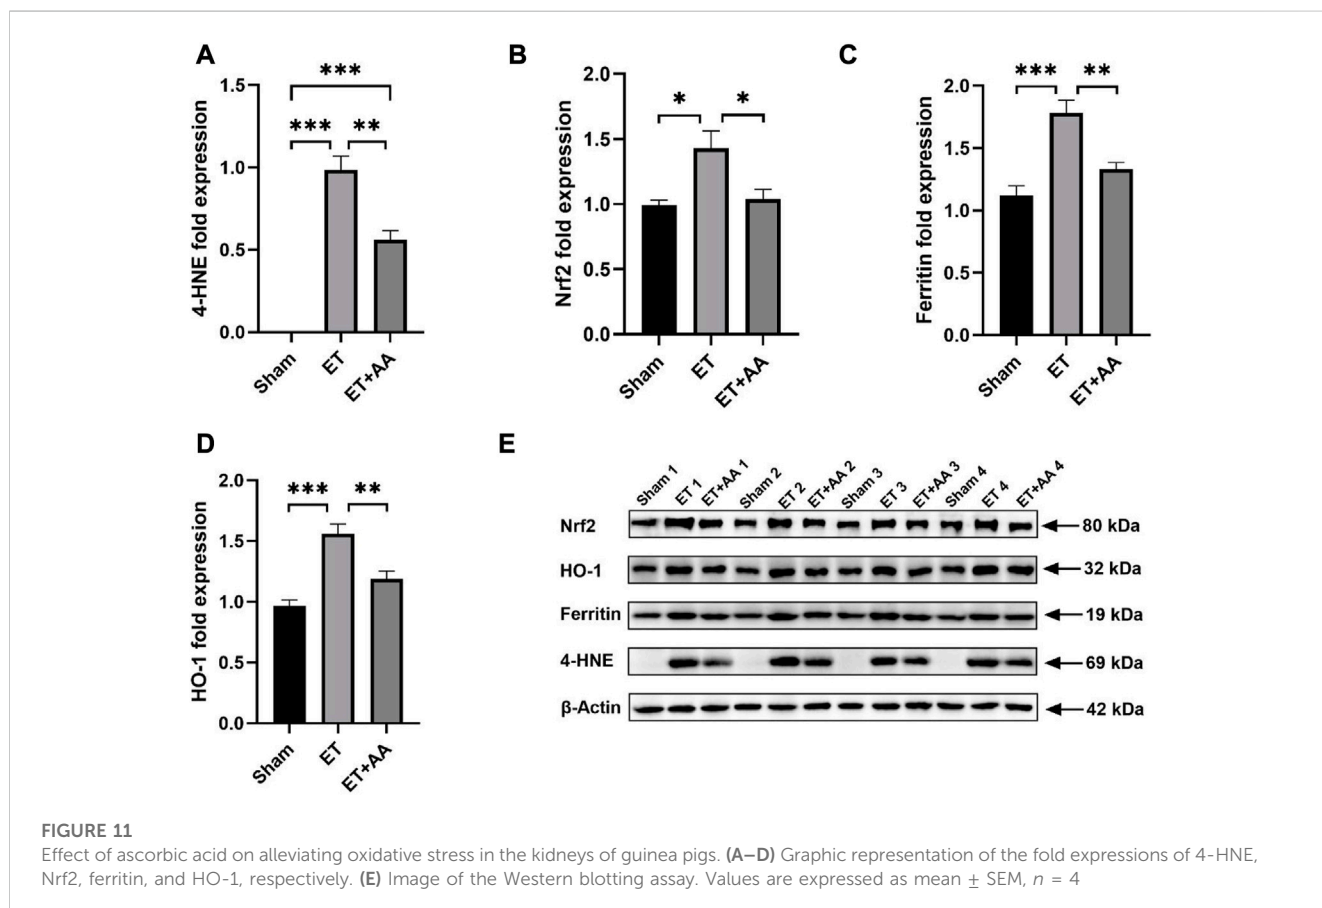 A
4-HNE fold expression
1.5
1.0
0.5
0.0
***
***
**
Sham
ET
ET+AA
B
Nrf2 fold expression
2.0
1.5
1.0
0.5
0.0
*
*
Sham
ET
ET+AA
C
Ferritin fold expression
2.0
1.5
1.0
0.5
0.0
***
**
Sham
ET
ET+AA
D
HO-1 fold expression
2.0
1.5
1.0
0.5
0.0
***
**
Sham
ET
ET+AA
E
Sham 1
ET 1
ET+AA 1
Sham 2
ET 2
ET+AA 2
Sham 3
ET 3
ET+AA 3
Sham 4
ET 4
ET+AA 4
Nrf2 80 kDa
HO-1 32 kDa
Ferritin 19 kDa
4-HNE 69 kDa
β-Actin 42 kDa
FIGURE 11
Effect of ascorbic acid on alleviating oxidative stress in the kidneys of guinea pigs. (A–D) Graphic representation of the fold expressions of 4-HNE,
Nrf2, ferritin, and HO-1, respectively. (E) Image of the Western blotting assay. Values are expressed as mean ± SEM, n = 4